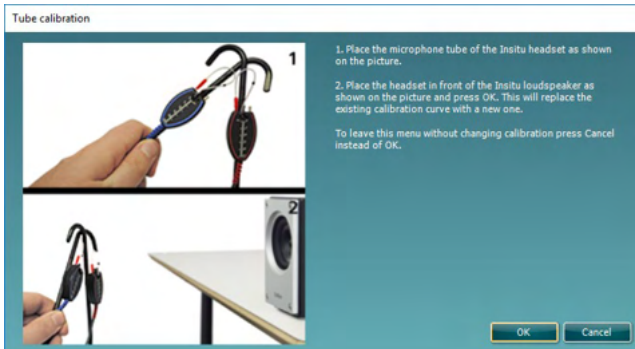 Tube calibration
1
1. Place the microphone tube of the Insitu headset as shown
on the picture.
2. Place the headset in front of the Insitu loudspeaker as
shown on the picture and press OK. This will replace the
existing calibration curve with a new one.
To leave this menu without changing calibration press Cancel
instead of OK.
2
OK
Cancel